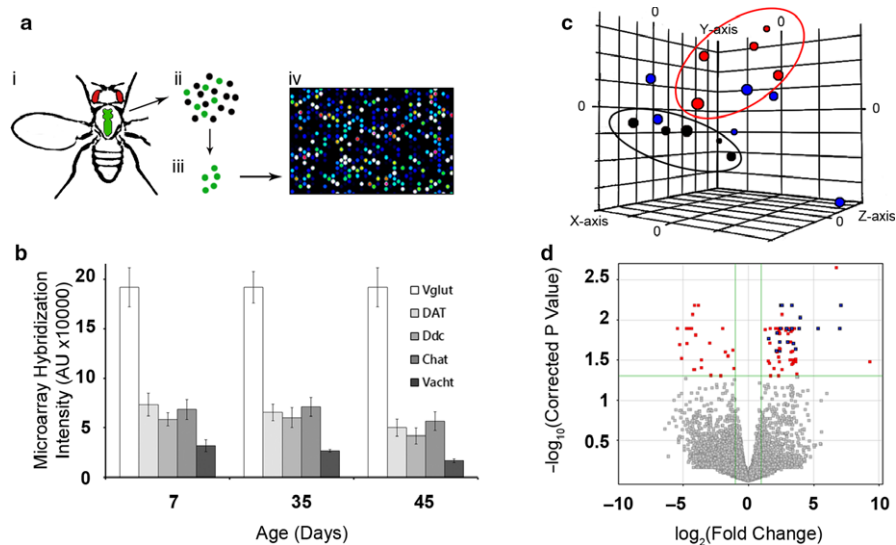 a
i
ii
iii
iv
b
Microarray Hybridization
Intensity (AU x10000)
20
15
10
5
0
Vglut
DAT
Ddc
Chat
Vacht
7 35 45
Age (Days)
c
0
Y-axis
0
0
0
X-axis
0
0
Z-axis
d
−log10(Corrected P Value)
2.5
2
1.5
1
0.5
−10 −5 0 5 10
log2(Fold Change)